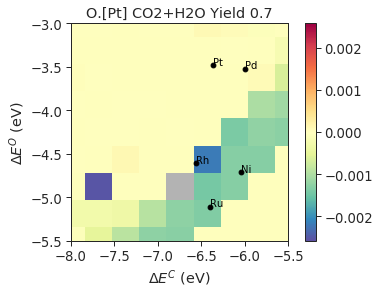 O.[Pt] CO2+H2O Yield 0.7
−3.0
−3.5
−4.0
−4.5
−5.0
−5.5
ΔE^O (eV)
Pt
Pd
Rh
Ni
Ru
−8.0 −7.5 −7.0 −6.5 −6.0 −5.5
ΔE^C (eV)
0.002
0.001
0.000
−0.001
−0.002